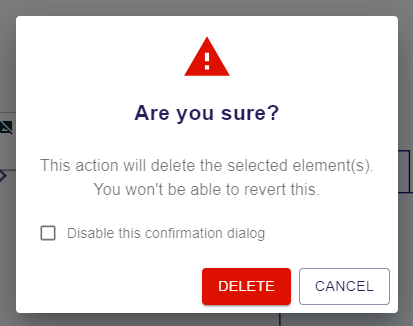 Are you sure?
This action will delete the selected element(s).
You won't be able to revert this.
Disable this confirmation dialog
DELETE
CANCEL